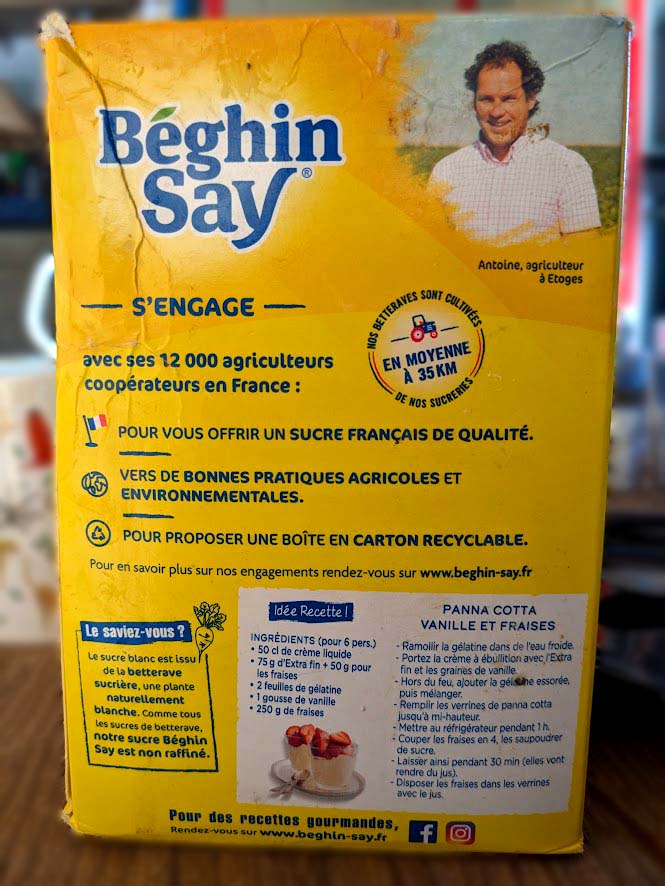 Béghin
Say®
Antoine, agriculteur
à Etoges
S'ENGAGE
NOS BETTERAVES SONT CULTIVÉES
EN MOYENNE
À 35 KM
DE NOS SUCRERIES
avec ses 12 000 agriculteurs
coopérateurs en France :
POUR VOUS OFFRIR UN SUCRE FRANÇAIS DE QUALITÉ.
VERS DE BONNES PRATIQUES AGRICOLES ET
ENVIRONNEMENTALES.
POUR PROPOSER UNE BOÎTE EN CARTON RECYCLABLE.
Pour en savoir plus sur nos engagements rendez-vous sur www.beghin-say.fr
Le saviez-vous ?
Le sucre blanc est issu
de la betterave
sucrière, une plante
naturellement
blanche. Comme tous
les sucres de betterave,
notre sucre Béghin
Say est non raffiné.
Idée Recette !
INGRÉDIENTS (pour 6 pers.)
• 50 cl de crème liquide
• 75 g d'Extra fin + 50 g pour
les fraises
• 2 feuilles de gélatine
• 1 gousse de vanille
• 250 g de fraises
PANNA COTTA
VANILLE ET FRAISES
- Ramollir la gélatine dans de l'eau froide.
- Portez la crème à ébullition avec l'Extra
fin et les graines de vanille.
- Hors du feu, ajouter la gélatine essorée,
puis mélanger.
- Remplir les verrines de panna cotta
jusqu'à mi-hauteur.
- Mettre au réfrigérateur pendant 1 h.
- Couper les fraises en 4, les saupoudrer
de sucre.
- Laisser ainsi pendant 30 min (elles vont
rendre du jus).
- Disposer les fraises dans les verrines
avec le jus.
Pour des recettes gourmandes,
Rendez-vous sur www.beghin-say.fr